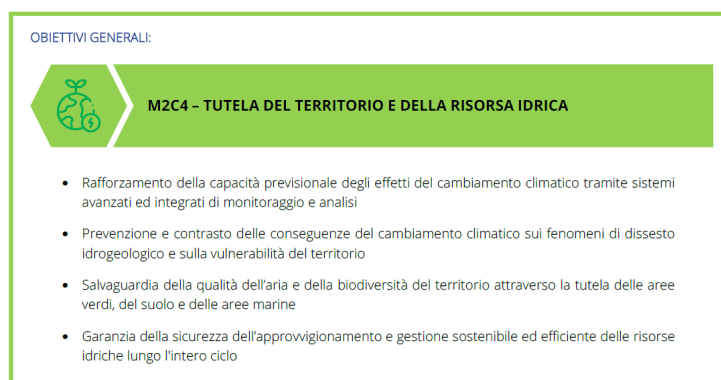 OBIETTIVI GENERALI:
M2C4 – TUTELA DEL TERRITORIO E DELLA RISORSA IDRICA
• Rafforzamento della capacità previsionale degli effetti del cambiamento climatico tramite sistemi
avanzati ed integrati di monitoraggio e analisi
• Prevenzione e contrasto delle conseguenze del cambiamento climatico sui fenomeni di dissesto
idrogeologico e sulla vulnerabilità del territorio
• Salvaguardia della qualità dell’aria e della biodiversità del territorio attraverso la tutela delle aree
verdi, del suolo e delle aree marine
• Garanzia della sicurezza dell’approvvigionamento e gestione sostenibile ed efficiente delle risorse
idriche lungo l'intero ciclo